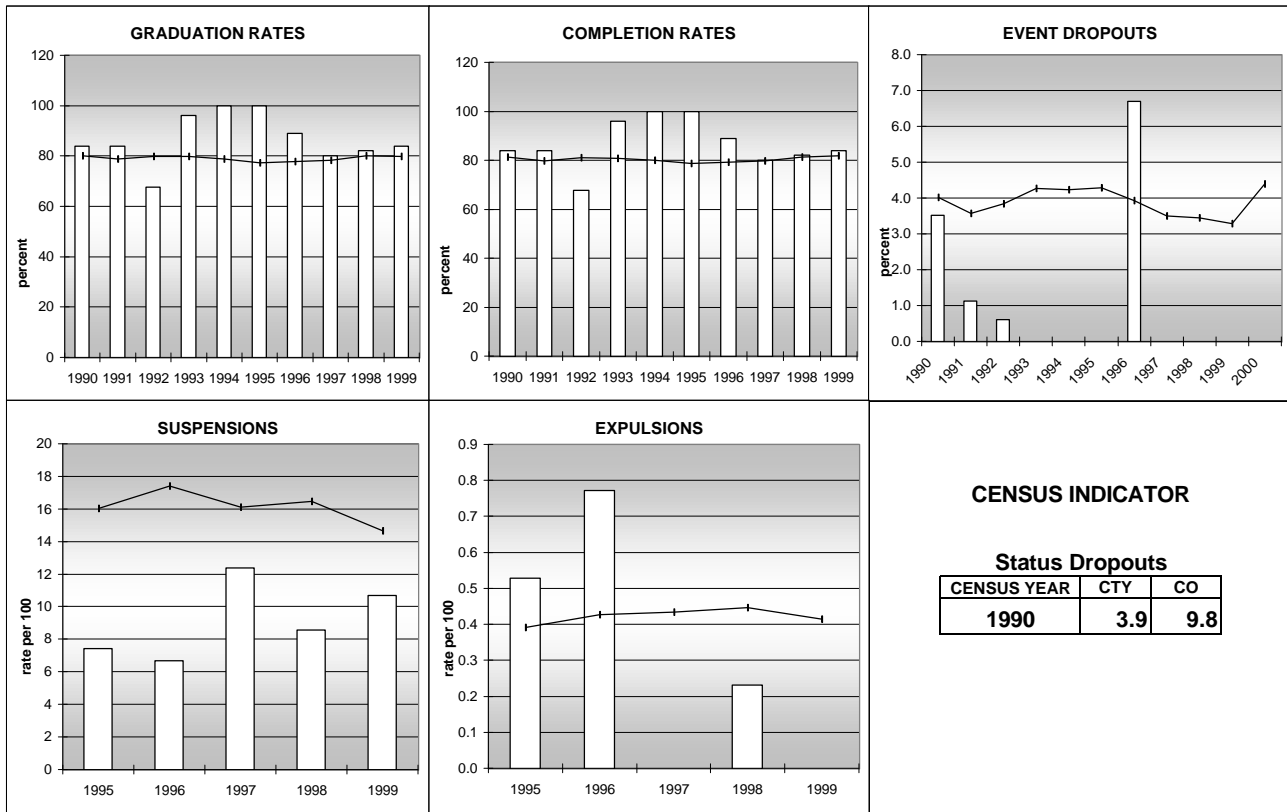 GRADUATION RATES
120
100
80
60
40
20
0
percent
1990 1991 1992 1993 1994 1995 1996 1997 1998 1999
COMPLETION RATES
120
100
80
60
40
20
0
percent
1990 1991 1992 1993 1994 1995 1996 1997 1998 1999
EVENT DROPOUTS
8.0
7.0
6.0
5.0
4.0
3.0
2.0
1.0
0.0
percent
1990 1991 1992 1993 1994 1995 1996 1997 1998 1999 2000
SUSPENSIONS
20
18
16
14
12
10
8
6
4
2
0
rate per 100
1995 1996 1997 1998 1999
EXPULSIONS
0.9
0.8
0.7
0.6
0.5
0.4
0.3
0.2
0.1
0.0
rate per 100
1995 1996 1997 1998 1999
CENSUS INDICATOR
Status Dropouts
CENSUS YEAR CTY CO
1990 3.9 9.8